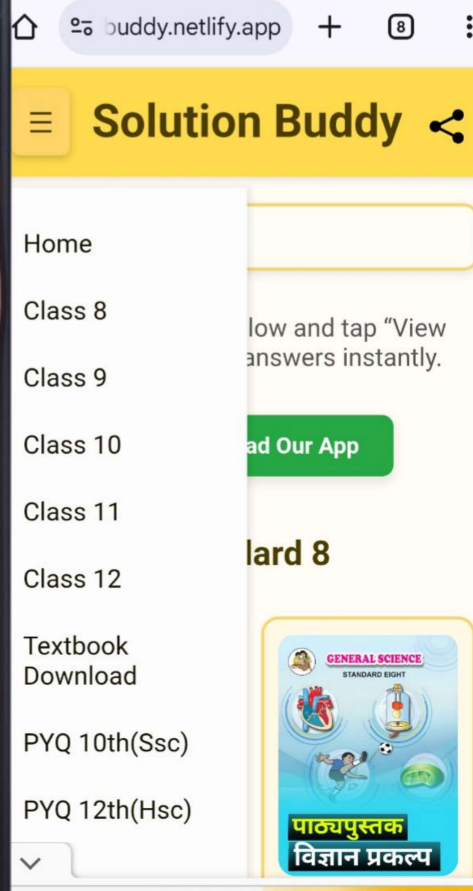 buddy.netlify.app
8
Solution Buddy
Home
Class 8
low and tap “View
answers instantly.
Class 9
Class 10
ad Our App
Class 11
lard 8
Class 12
Textbook
Download
GENERAL SCIENCE
STANDARD EIGHT
PYQ 10th(Ssc)
PYQ 12th(Hsc)
पाठ्यपुस्तक
विज्ञान प्रकल्प